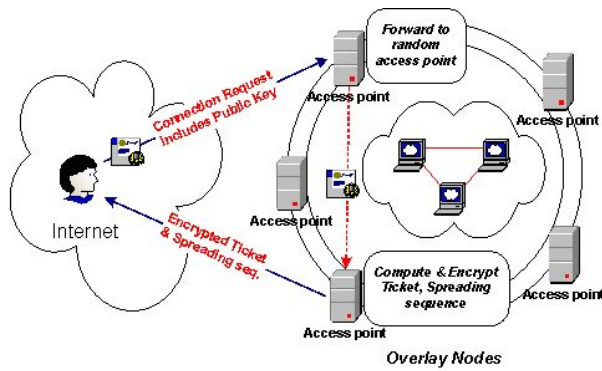 Forward to
random
access point
Access point
Access point
Connection Request
Includes Public Key
Access point
Internet
Encrypted Ticket
& Spreading seq.
Compute & Encrypt
Ticket, Spreading
sequence
Access point
Access point
Overlay Nodes